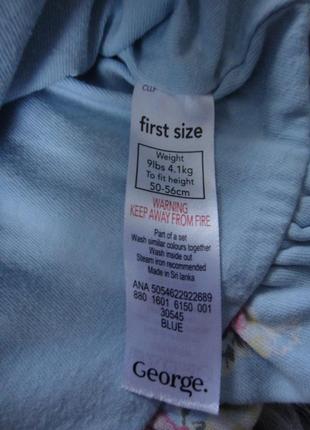 first size
Weight
9lbs 4.1kg
To fit height
50-56cm
WARNING
KEEP AWAY FROM FIRE
Part of a set
Wash similar colours together
Wash inside out
Steam iron recommended
Made in Sri lanka
ANA 5054622922689
880 1601 6150 001
30545
BLUE
George.